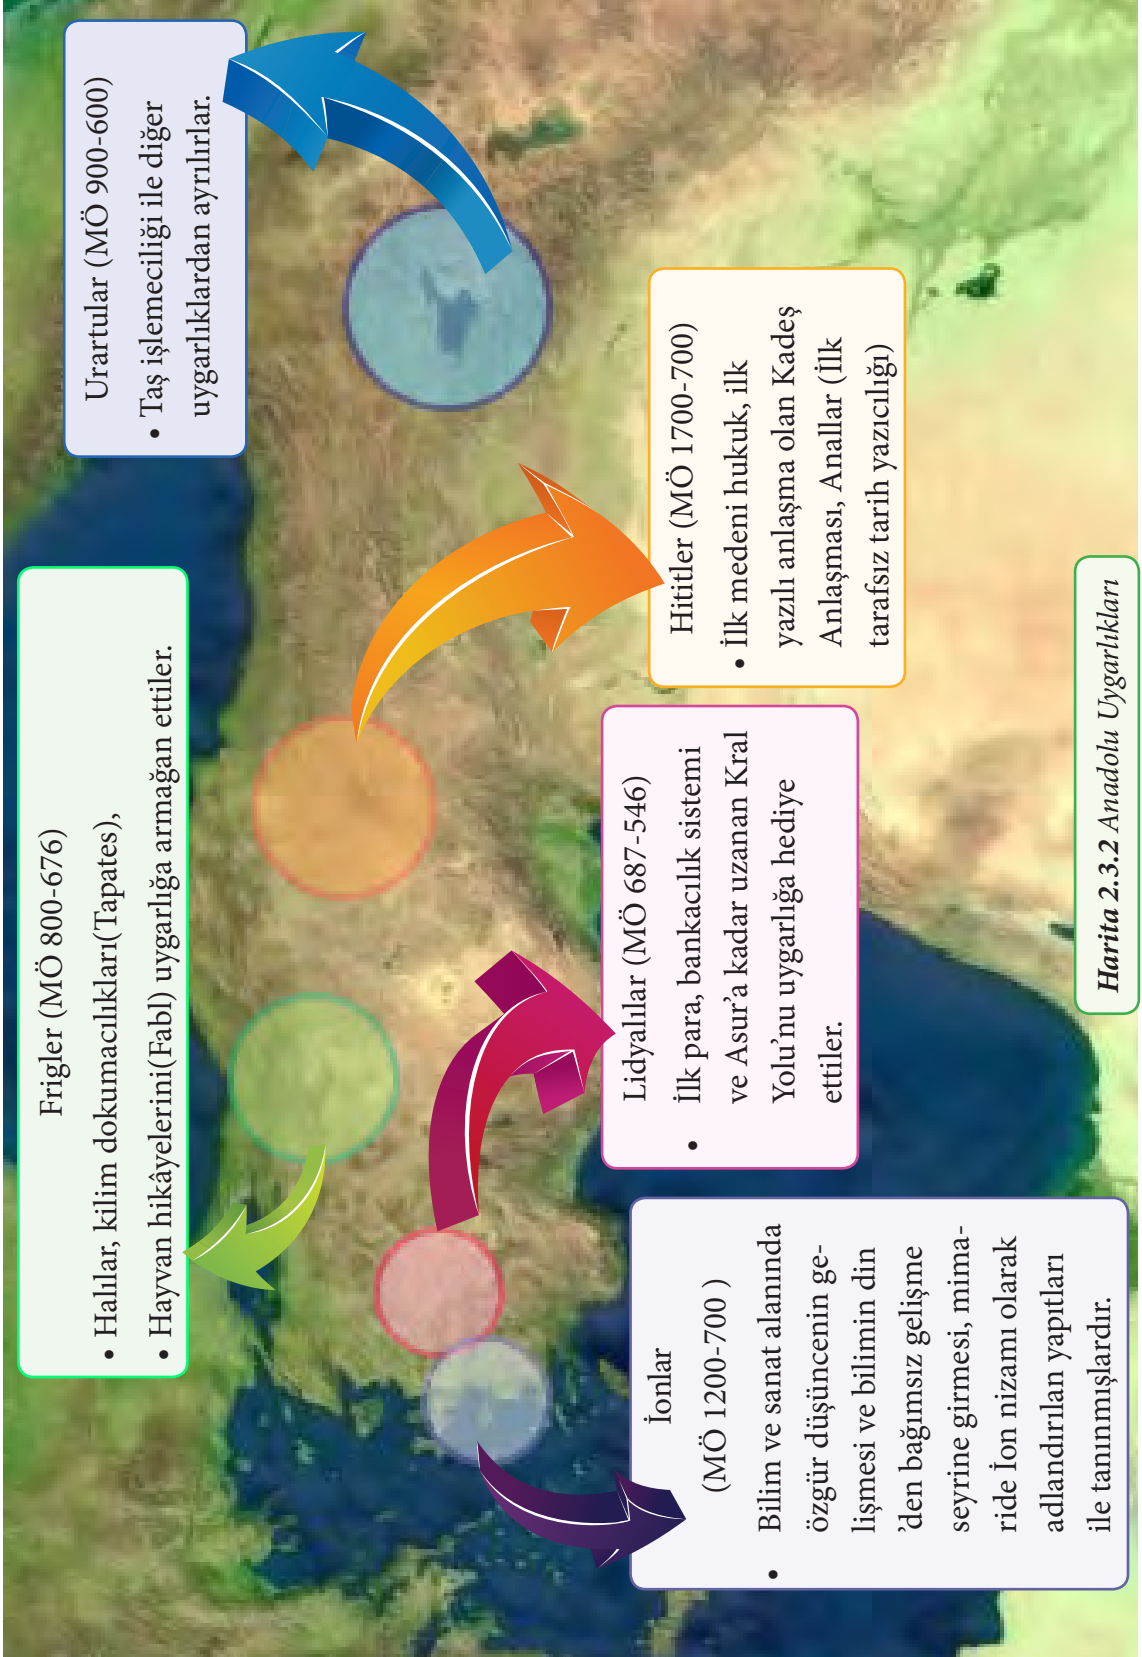 Frigler (MÖ 800-676)
• Halılar, kilim dokumacılıkları(Tapates),
• Hayvan hikâyelerini(Fabl) uygarlığa armağan ettiler.
Urartular (MÖ 900-600)
• Taş işlemeciliği ile diğer
uygarlıklardan ayrılırlar.
İonlar
(MÖ 1200-700 )
• Bilim ve sanat alanında
özgür düşüncenin ge-
lişmesi ve bilimin din
’den bağımsız gelişme
seyrine girmesi, mima-
ride İon nizamı olarak
adlandırılan yapıtları
ile tanınmışlardır.
Lidyalılar (MÖ 687-546)
• İlk para, bankacılık sistemi
ve Asur’a kadar uzanan Kral
Yolu’nu uygarlığa hediye
ettiler.
Hititler (MÖ 1700-700)
• İlk medeni hukuk, ilk
yazılı anlaşma olan Kadeş
Anlaşması, Anallar (İlk
tarafsız tarih yazıcılığı)
Harita 2.3.2 Anadolu Uygarlıkları